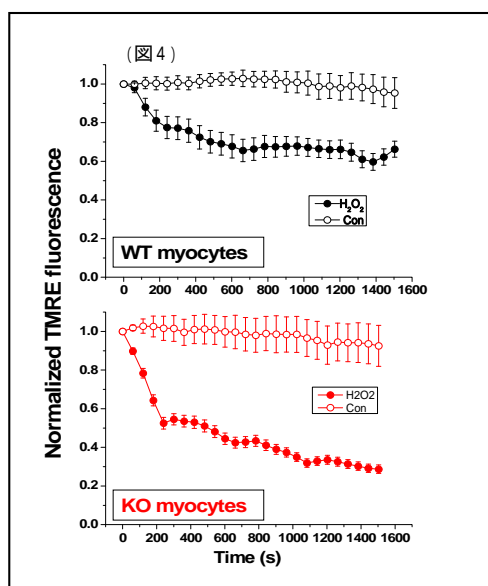 (図4)
Normalized TMRE fluorescence
1.0
0.8
0.6
0.4
0.2
0.0
0 200 400 600 800 1000 1200 1400 1600
H₂O₂
Con
WT myocytes
1.0
0.8
0.6
0.4
0.2
0.0
H2O2
Con
KO myocytes
0 200 400 600 800 1000 1200 1400 1600
Time (s)